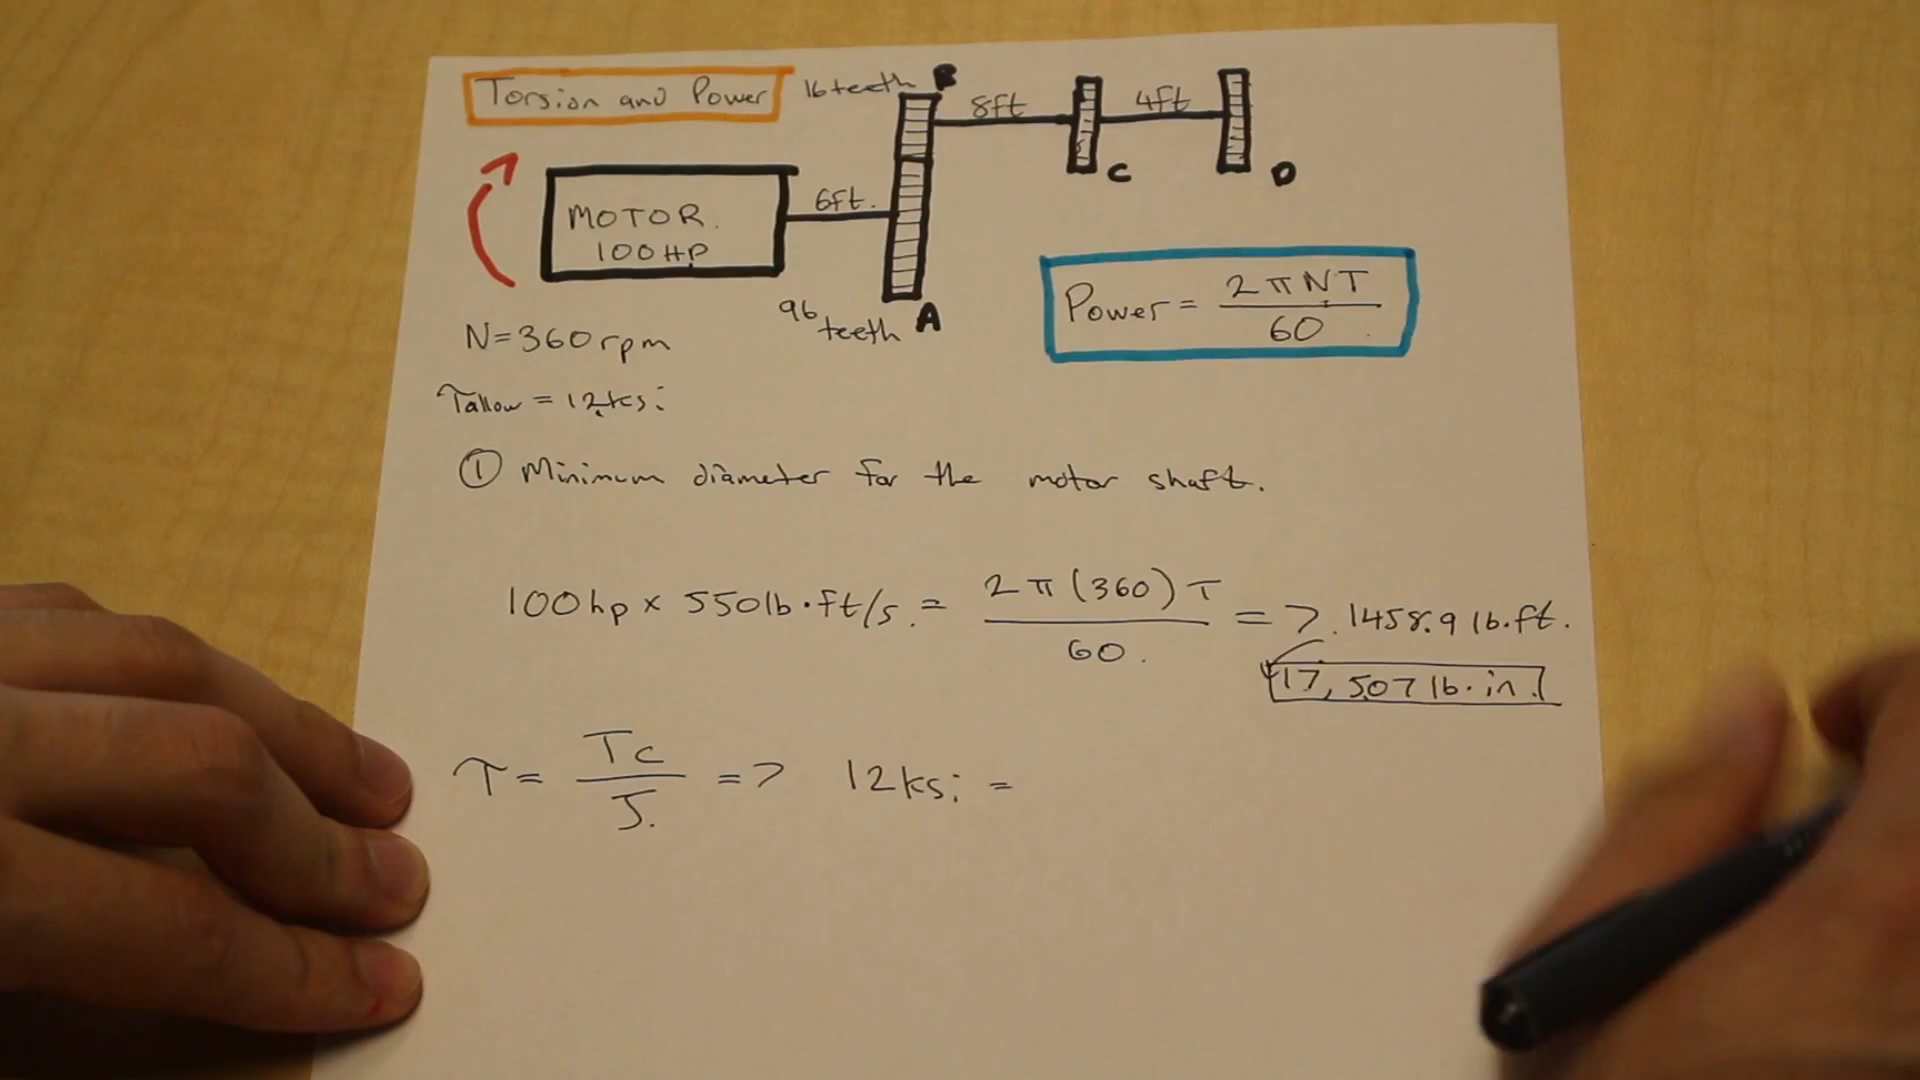 Torsion and Power
16 teeth B
8ft
4ft
C
D
MOTOR.
100HP
6ft.
96
teeth A
Power = 2πNT
60
N=360rpm
τallow = 12ksi
① Minimum diameter for the motor shaft.
100hp × 550lb·ft/s. = 2π(360)T => 1458.9 lb.ft.
60.
17,507 lb·in.
τ = Tc => 12ksi =
J.